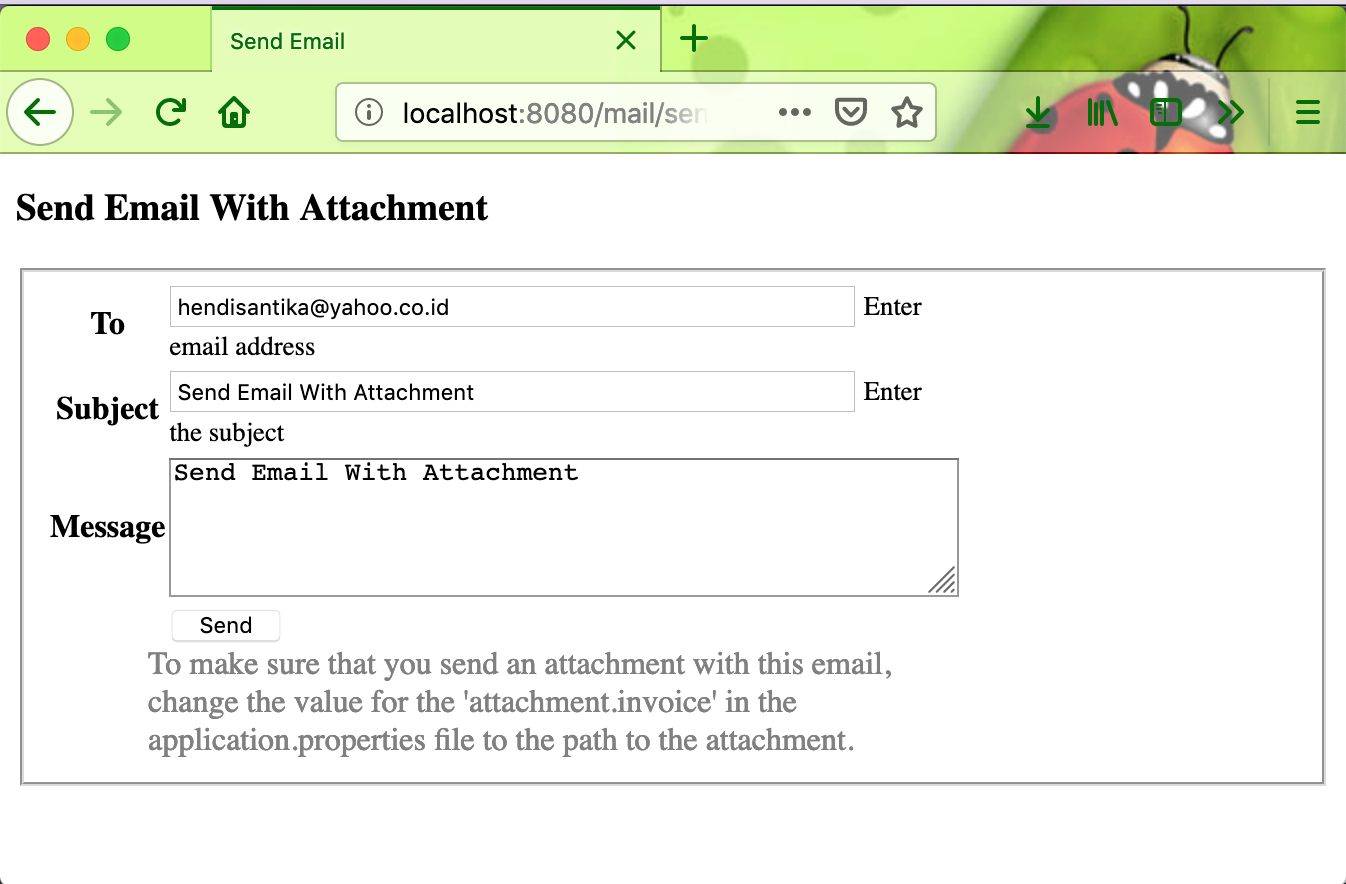 Send Email
localhost:8080/mail/sen
Send Email With Attachment
To
hendisantika@yahoo.co.id Enter
email address
Subject
Send Email With Attachment Enter
the subject
Message
Send Email With Attachment
Send
To make sure that you send an attachment with this email,
change the value for the 'attachment.invoice' in the
application.properties file to the path to the attachment.